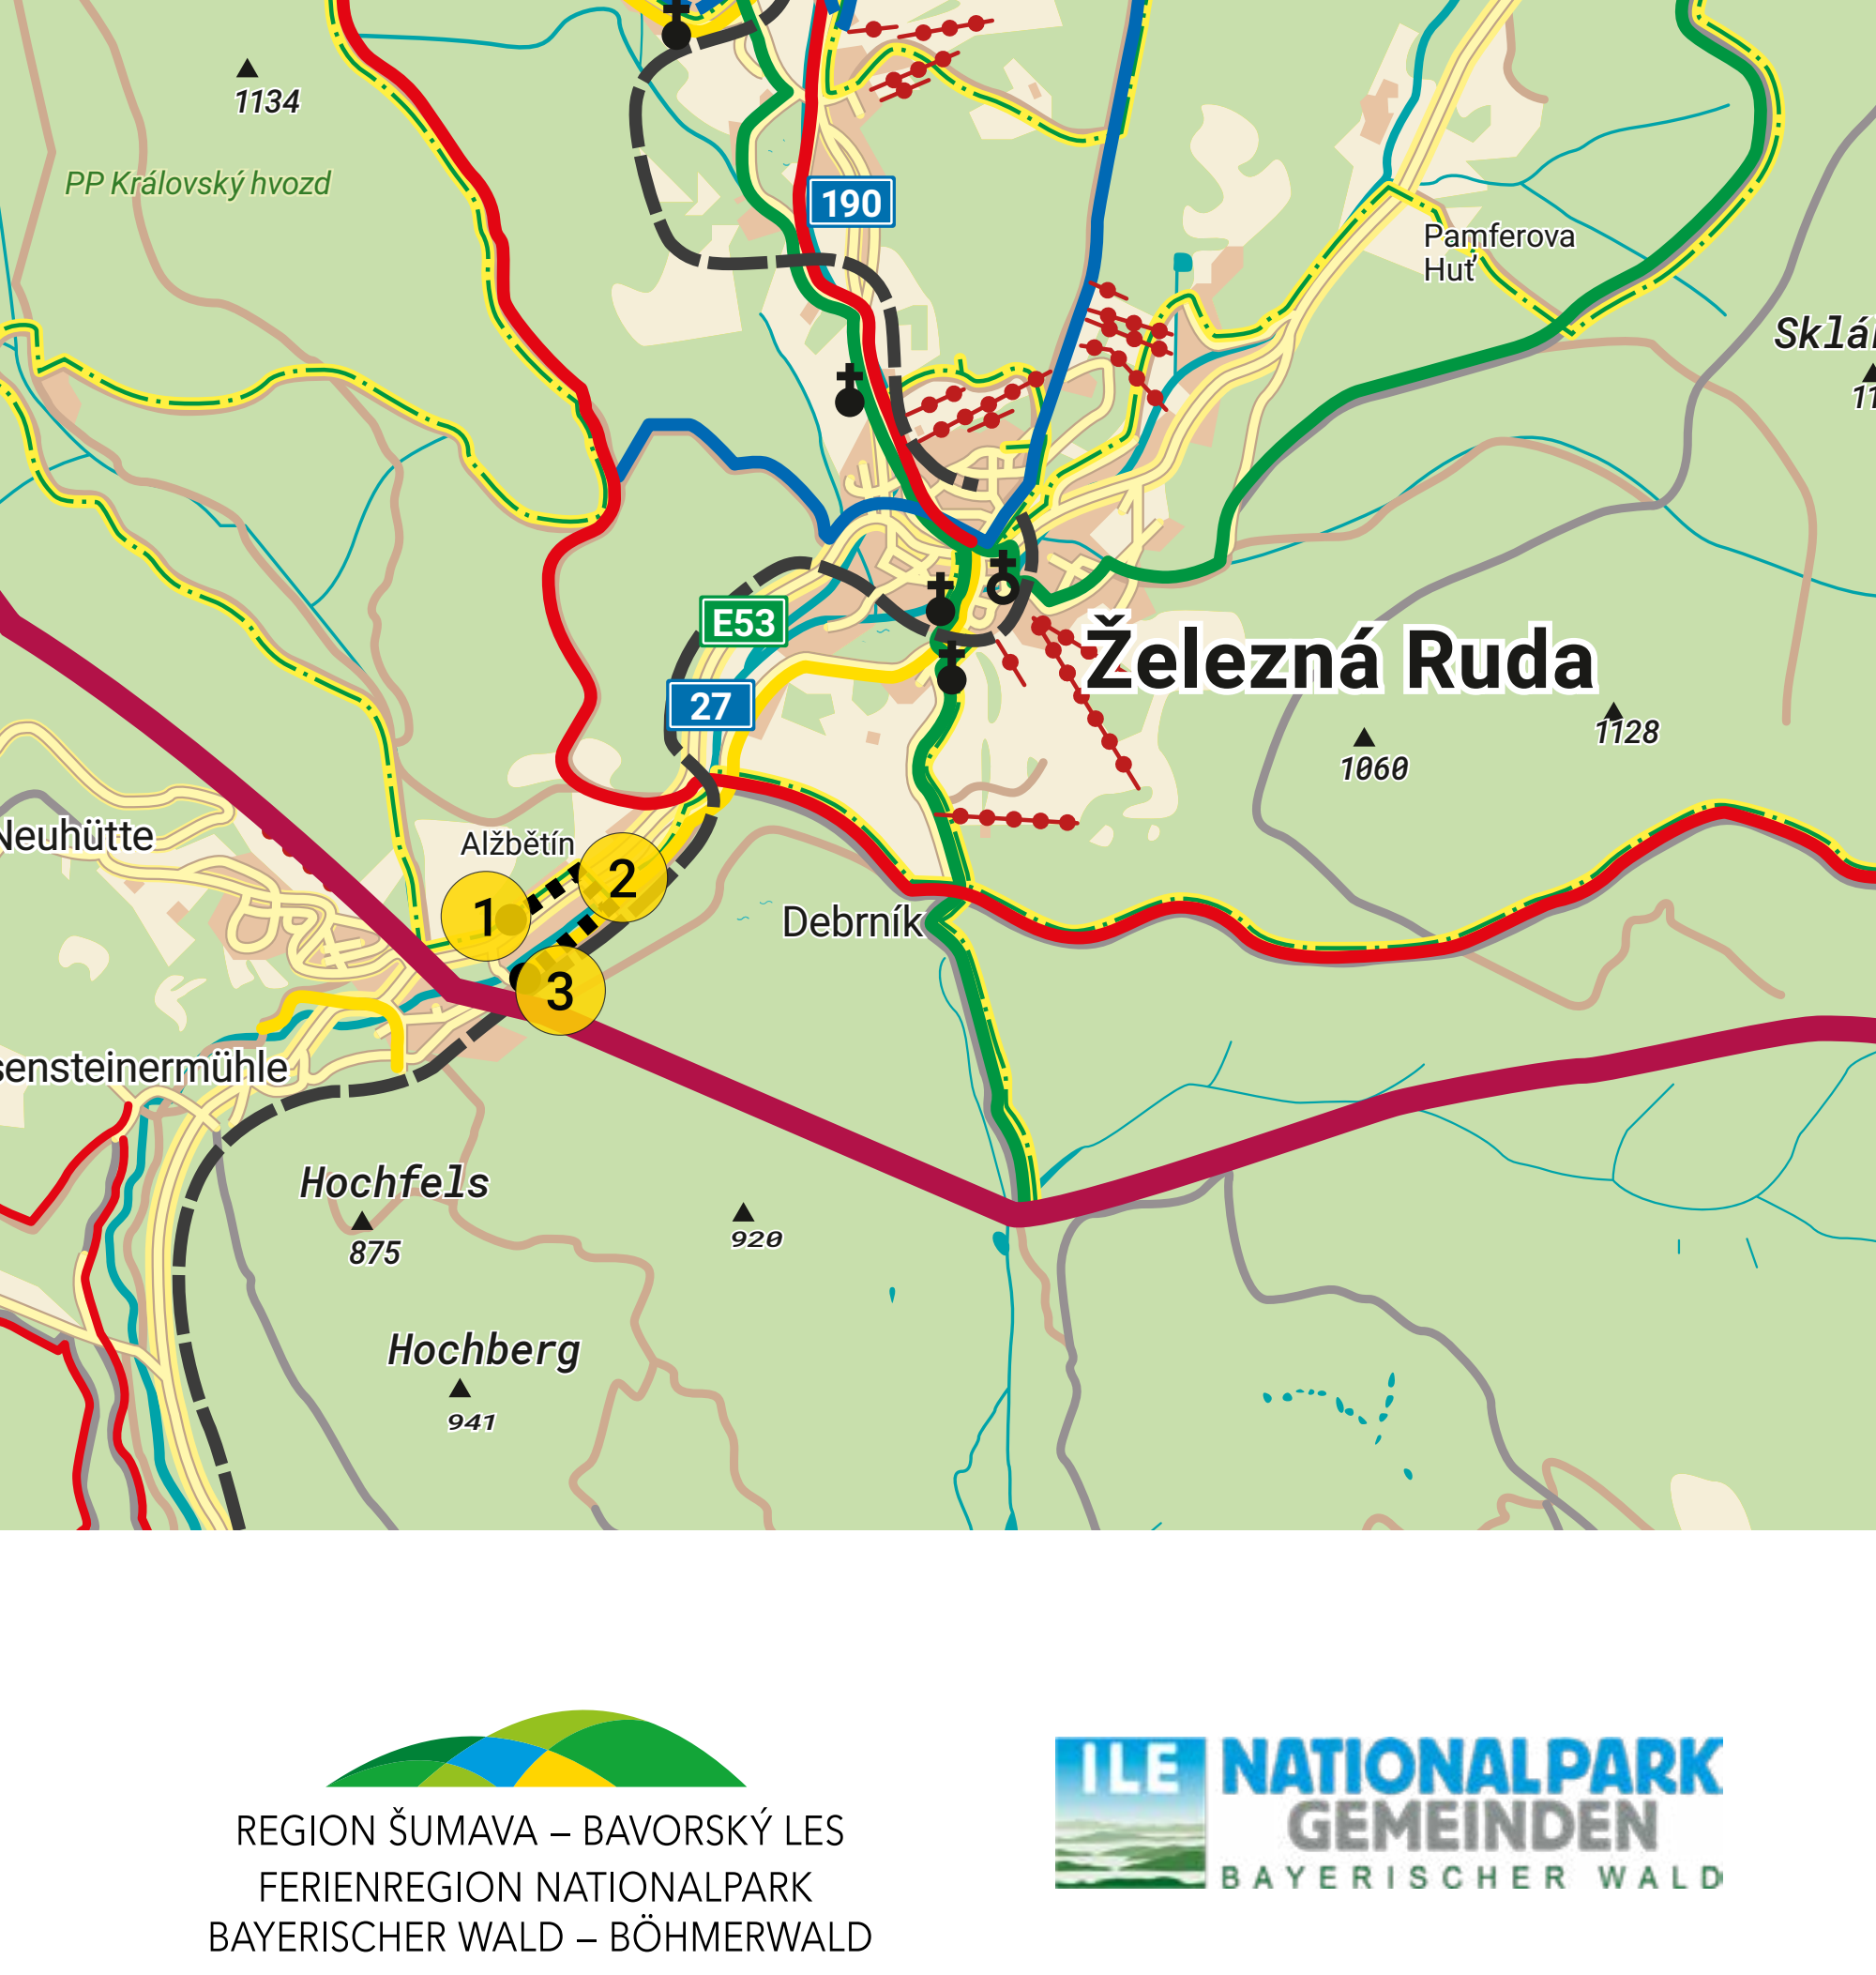 1134
PP Královský hvozd
190
Pamferova
Huť
Sklá
11
E53
Železná Ruda
27
1128
1060
Neuhütte
Alžbětín
2
1
Debrník
3
sensteinermühle
Hochfels
875
920
Hochberg
941
REGION ŠUMAVA – BAVORSKÝ LES
FERIENREGION NATIONALPARK
BAYERISCHER WALD – BÖHMERWALD
ILE NATIONALPARK
GEMEINDEN
BAYERISCHER WALD